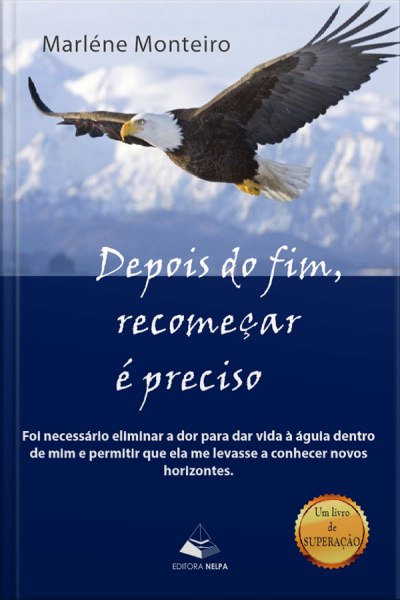 Marléne Monteiro
Depois do fim,
recomeçar
é preciso
Foi necessário eliminar a dor para dar vida à águia dentro
de mim e permitir que ela me levasse a conhecer novos
horizontes.
Um livro
de
SUPERAÇÃO
EDITORA NELPA